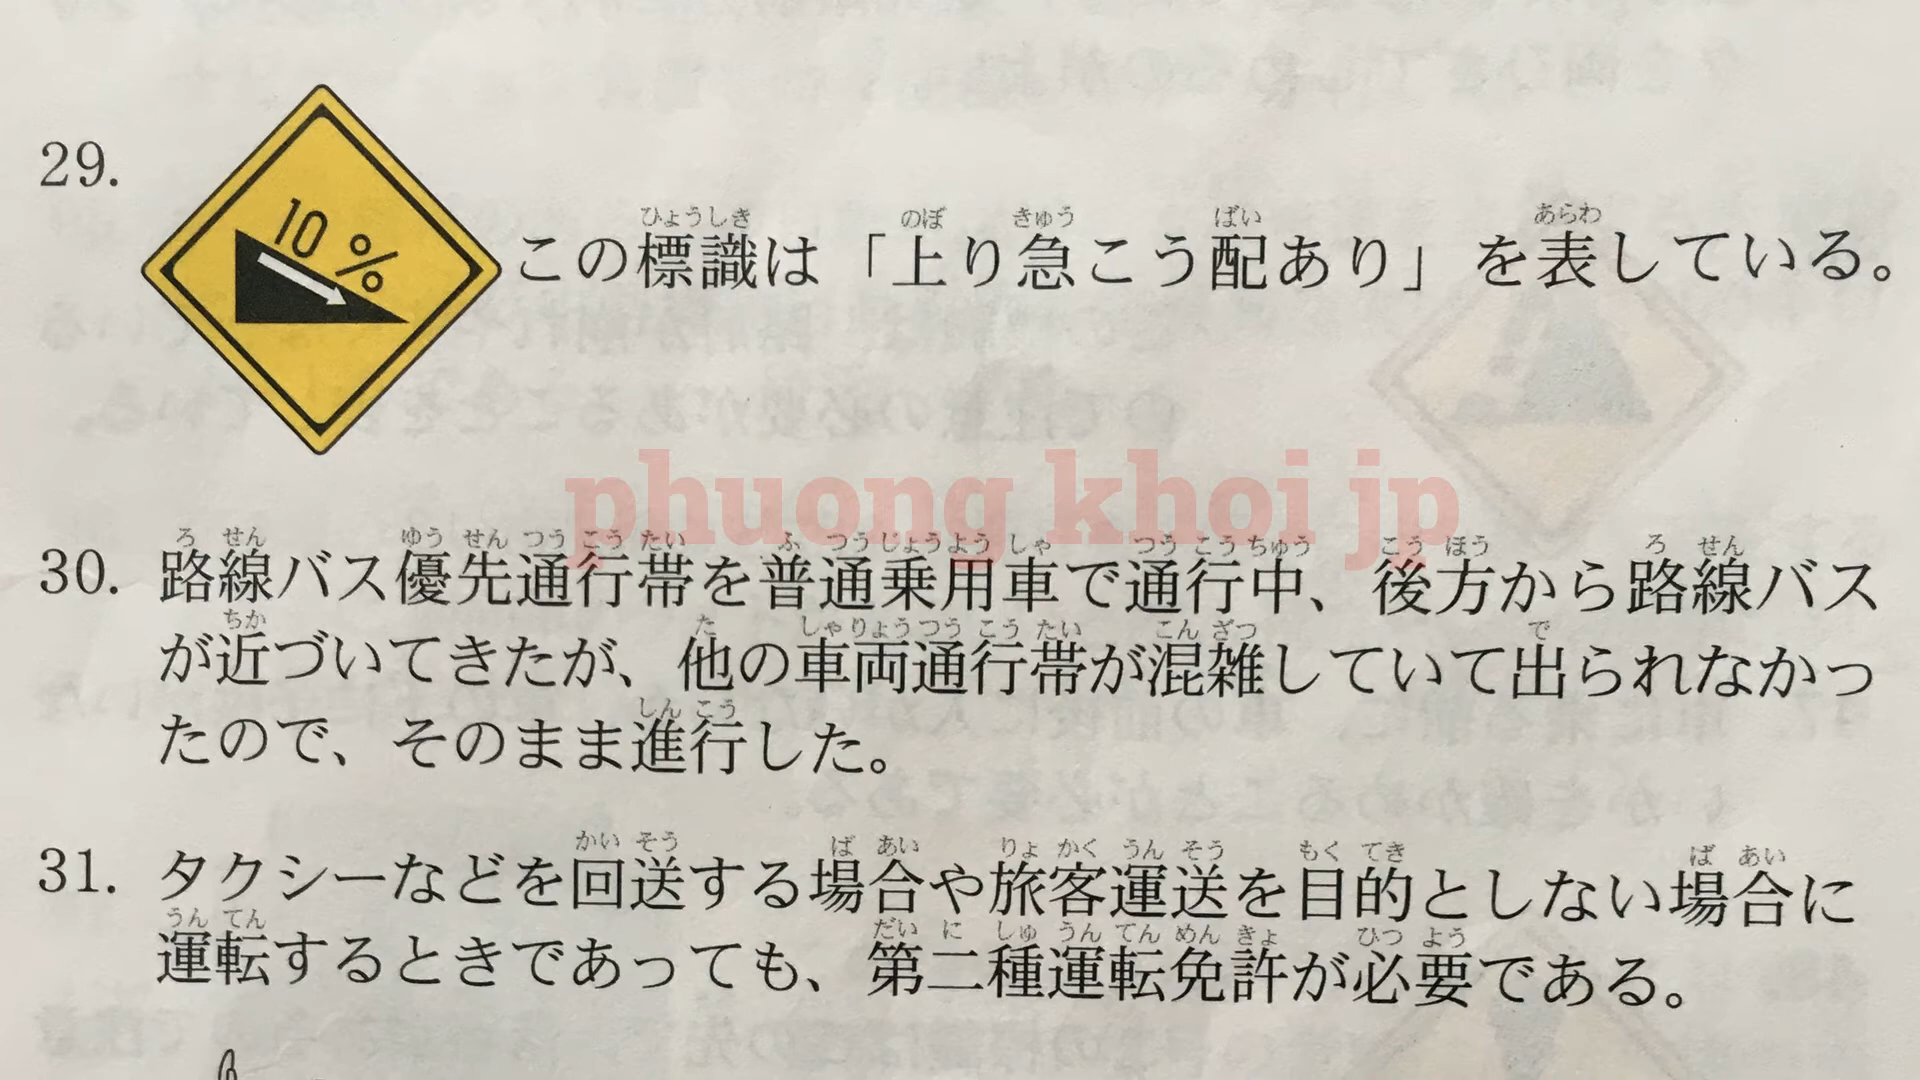 29.
10%
この標識は「上り急こう配あり」を表している。
phuong khoi jp
30. 路線バス優先通行帯を普通乗用車で通行中、後方から路線バス
が近づいてきたが、他の車両通行帯が混雑していて出られなかっ
たので、そのまま進行した。
31. タクシーなどを回送する場合や旅客運送を目的としない場合に
運転するときであっても、第二種運転免許が必要である。